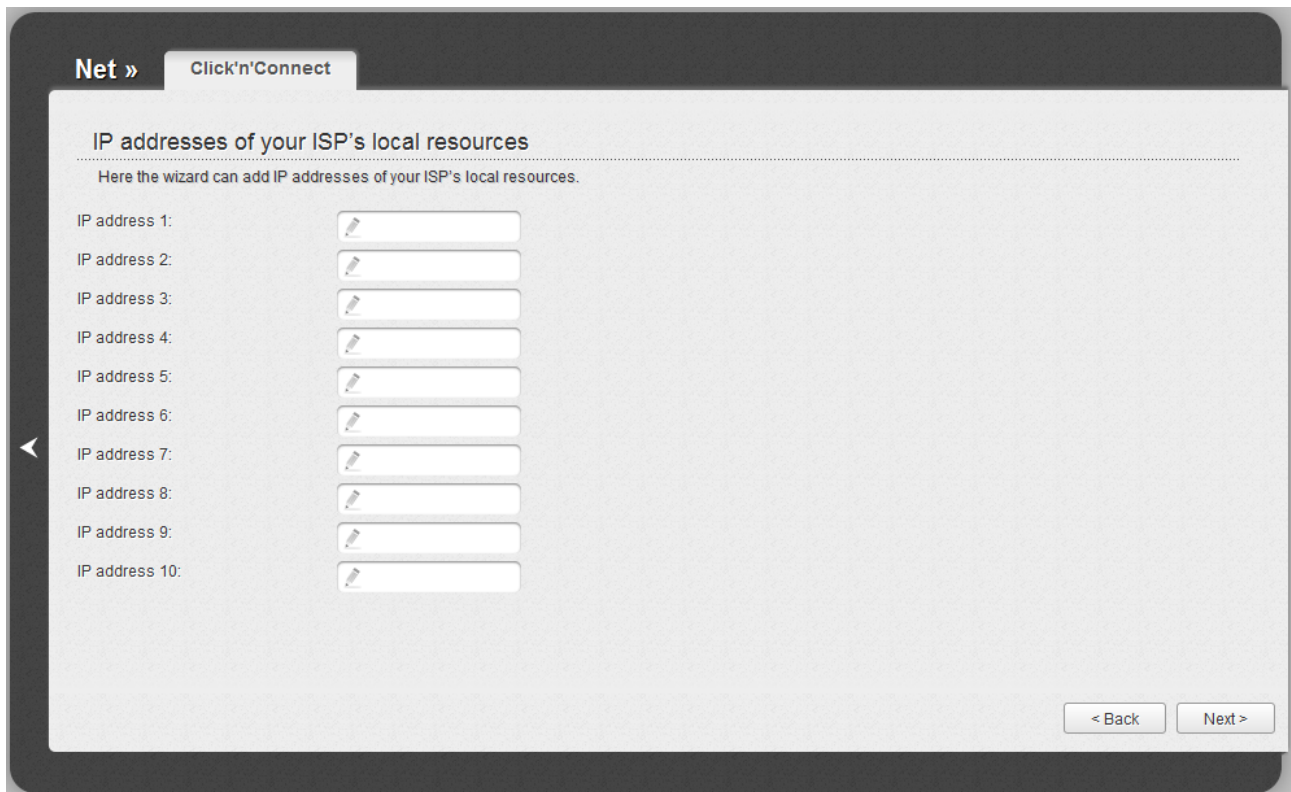 Net » Click'n'Connect
IP addresses of your ISP's local resources
Here the wizard can add IP addresses of your ISP's local resources.
IP address 1:
IP address 2:
IP address 3:
IP address 4:
IP address 5:
IP address 6:
IP address 7:
IP address 8:
IP address 9:
IP address 10:
< Back Next >